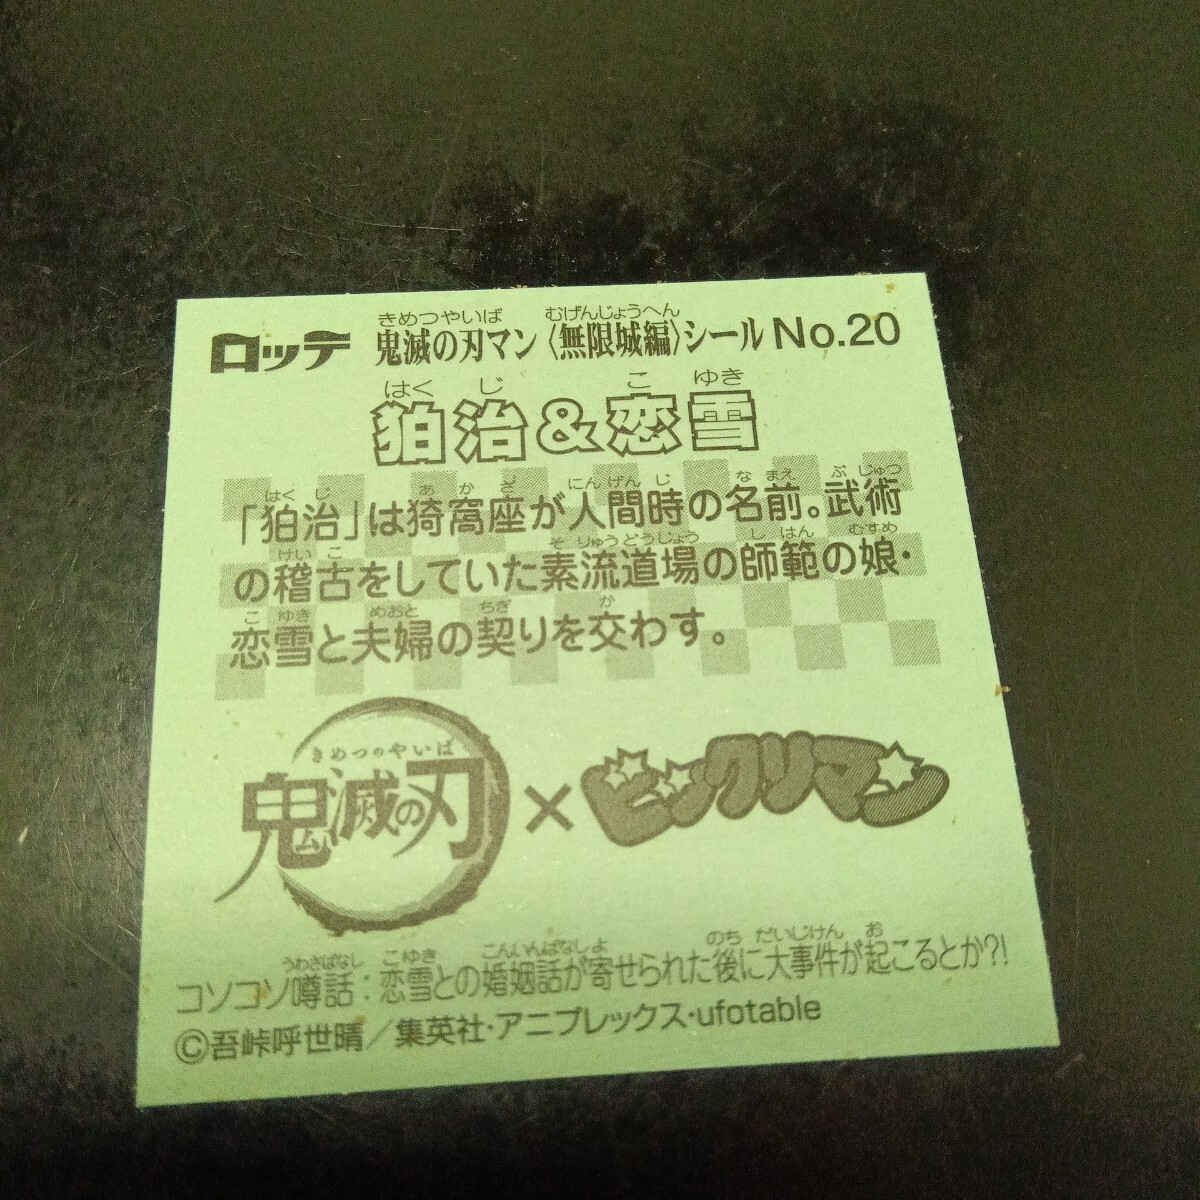 ロッテ 鬼滅の刃マン〈無限城編〉シール No.20
きめつやいば むげんじょうへん
はくじ こゆき
狛治&恋雪
はくじ あかざ にんげんじ なまえ ぶじゅつ
「狛治」は猗窩座が人間時の名前。武術
けいこ そりゅうどうじょう しはん むすめ
の稽古をしていた素流道場の師範の娘・
こゆき めおと ちぎ か
恋雪と夫婦の契りを交わす。
きめつのやいば
鬼滅の刃×ビックリマン
うわさばなし こゆき こんいんばなしよ のち だいじけん お
コソコソ噂話：恋雪との婚姻話が寄せられた後に大事件が起こるとか?!
©吾峠呼世晴／集英社・アニプレックス・ufotable